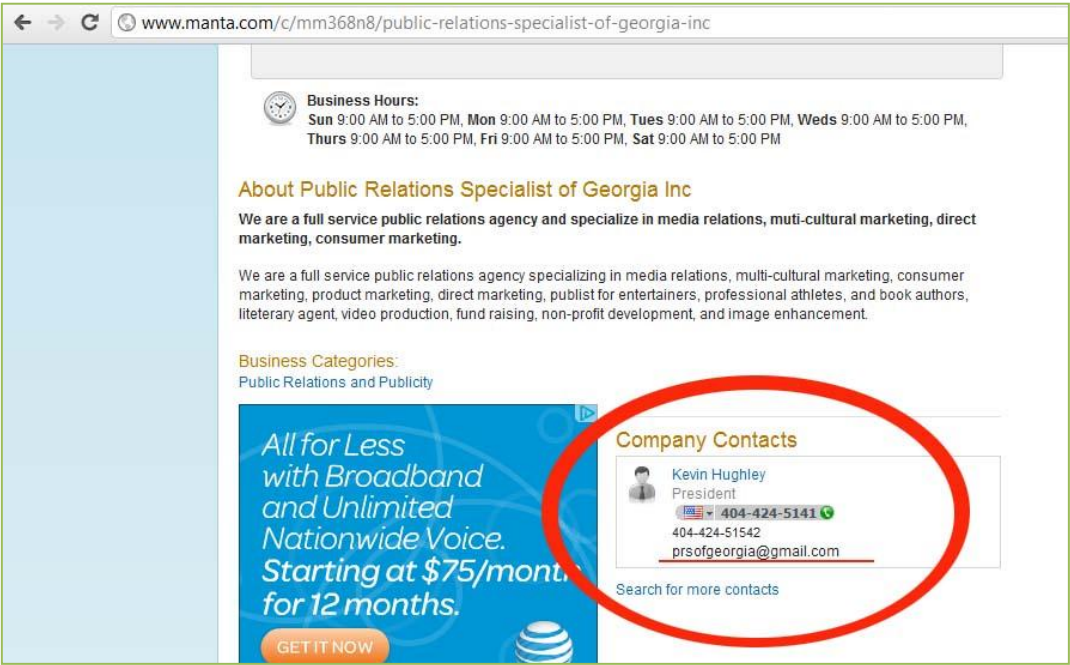 www.manta.com/c/mm368n8/public-relations-specialist-of-georgia-inc
Business Hours:
Sun 9:00 AM to 5:00 PM, Mon 9:00 AM to 5:00 PM, Tues 9:00 AM to 5:00 PM, Weds 9:00 AM to 5:00 PM,
Thurs 9:00 AM to 5:00 PM, Fri 9:00 AM to 5:00 PM, Sat 9:00 AM to 5:00 PM
About Public Relations Specialist of Georgia Inc
We are a full service public relations agency and specialize in media relations, muti-cultural marketing, direct
marketing, consumer marketing.
We are a full service public relations agency specializing in media relations, multi-cultural marketing, consumer
marketing, product marketing, direct marketing, publist for entertainers, professional athletes, and book authors,
liteterary agent, video production, fund raising, non-profit development, and image enhancement.
Business Categories:
Public Relations and Publicity
All for Less
with Broadband
and Unlimited
Nationwide Voice.
Starting at $75/month
for 12 months.
GET IT NOW
Company Contacts
Kevin Hughley
President
404-424-5141
404-424-51542
prsofgeorgia@gmail.com
Search for more contacts